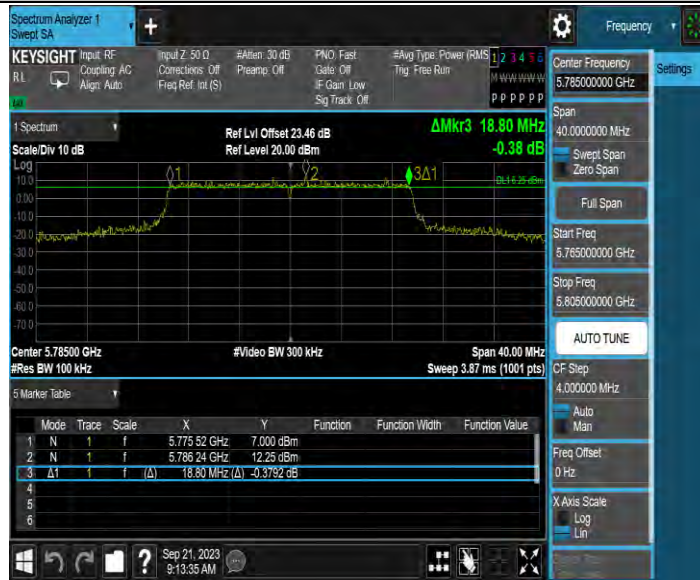 Spectrum Analyzer 1
Swept SA
+
Frequency
KEYSIGHT Input: RF Input Z: 50 Ω #Atten: 30 dB PNO: Fast #Avg Type: Power (RMS 1 2 3 4 5 6
RL Coupling: AC Corrections: Off Preamp: Off Gate: Off Trig: Free Run M W W W W W
Align: Auto Freq Ref: Int (S) IF Gain: Low
Sig Track: Off P P P P P P
Center Frequency
5.785000000 GHz
Settings
1 Spectrum
Ref Lvl Offset 23.46 dB
ΔMkr3 18.80 MHz
Scale/Div 10 dB
Ref Level 20.00 dBm
-0.38 dB
Log
10.0
0.00
-10.0
-20.0
-30.0
-40.0
-50.0
-60.0
-70.0
1
2
3Δ1
DL1 6.25 dBm
Center 5.78500 GHz #Video BW 300 kHz Span 40.00 MHz
#Res BW 100 kHz Sweep 3.87 ms (1001 pts)
Span
40.0000000 MHz
Swept Span
Zero Span
Full Span
Start Freq
5.765000000 GHz
Stop Freq
5.805000000 GHz
AUTO TUNE
CF Step
4.000000 MHz
Auto
Man
Freq Offset
0 Hz
X Axis Scale
Log
Lin
5 Marker Table
Mode Trace Scale X Y Function Function Width Function Value
1 N 1 f 5.775 52 GHz 7.000 dBm
2 N 1 f 5.786 24 GHz 12.25 dBm
3 Δ1 1 f (Δ) 18.80 MHz (Δ) -0.3792 dB
4
5
6
?
Sep 21, 2023
9:13:35 AM